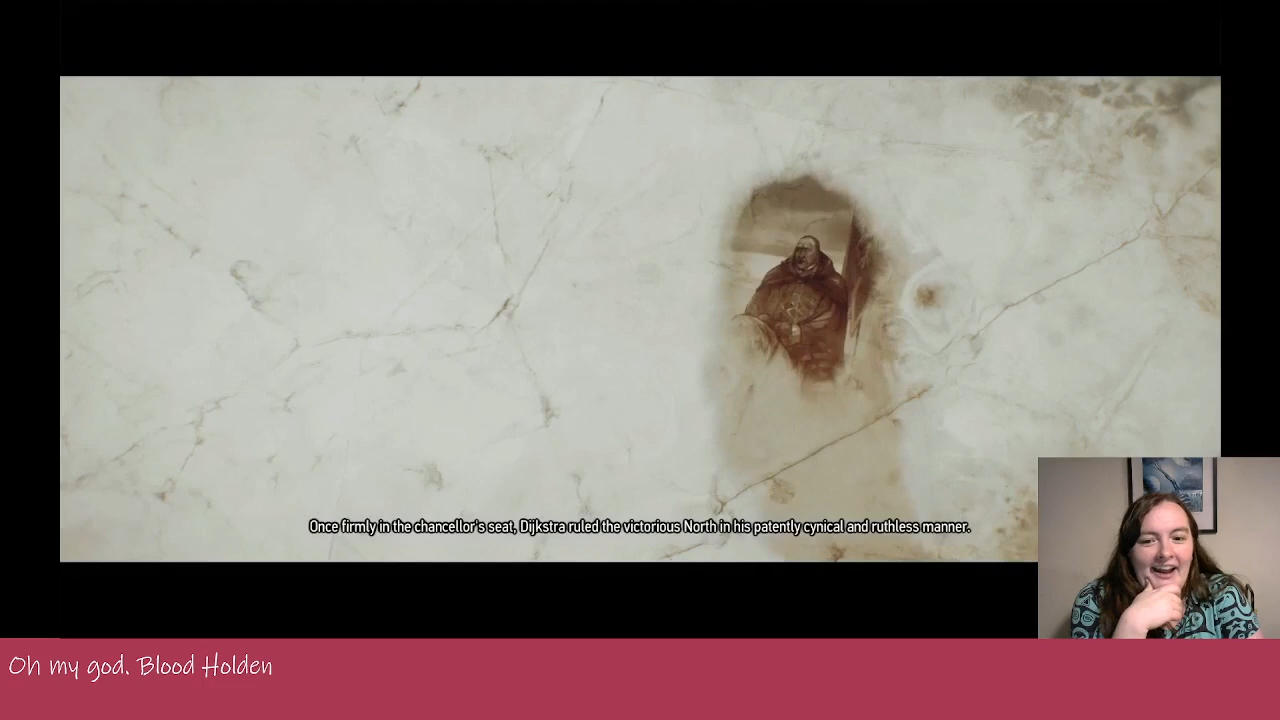 Once firmly in the chancellor's seat, Dijkstra ruled the victorious North in his patently cynical and ruthless manner.
Oh my god. Blood Holden